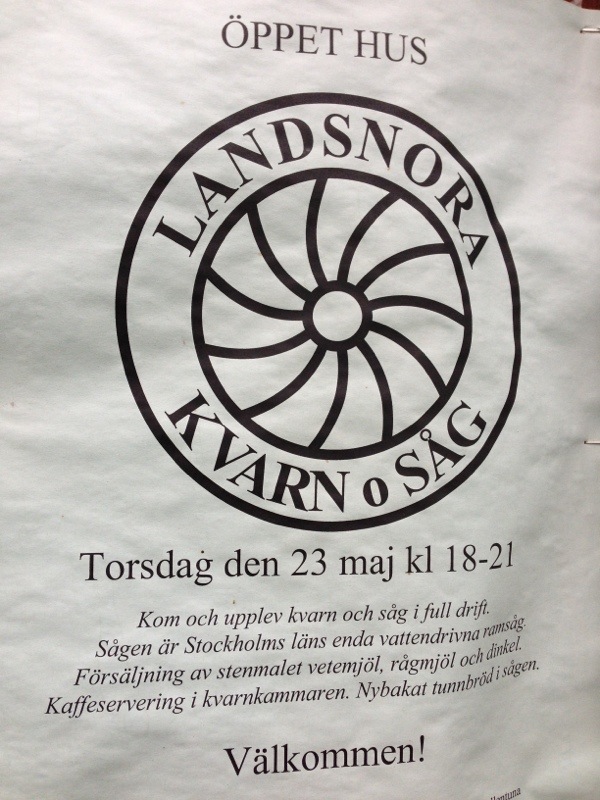 ÖPPET HUS
LANDSNORA
KVARN o SÅG
Torsdag den 23 maj kl 18-21
Kom och upplev kvarn och såg i full drift.
Sågen är Stockholms läns enda vattendrivna ramsåg.
Försäljning av stenmalet vetemjöl, rågmjöl och dinkel.
Kaffeservering i kvarnkammaren. Nybakat tunnbröd i sågen.
Välkommen!